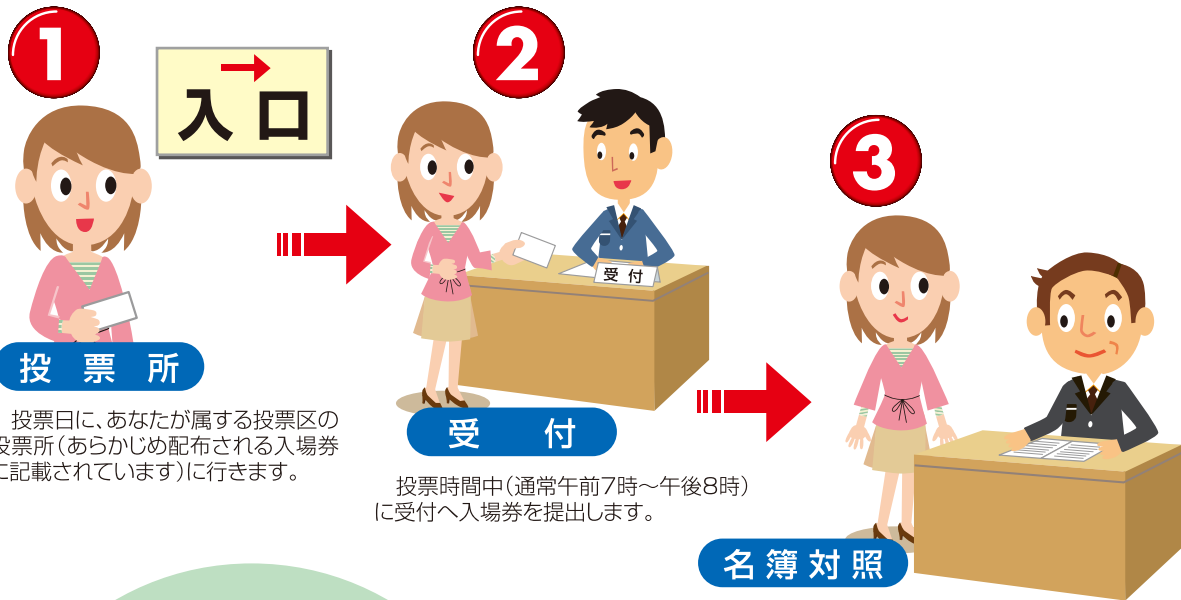 1
入口
投票所
投票日に、あなたが属する投票区の
投票所(あらかじめ配布される入場券
に記載されています)に行きます。
2
受付
受付
投票時間中(通常午前7時～午後8時)
に受付へ入場券を提出します。
3
名簿対照